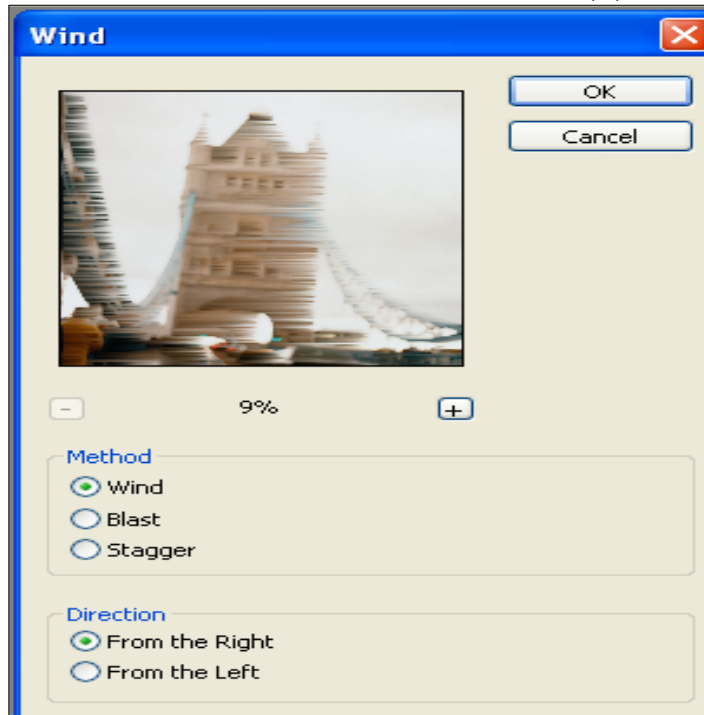 Wind
OK
Cancel
- 9% +
Method
Wind
Blast
Stagger
Direction
From the Right
From the Left